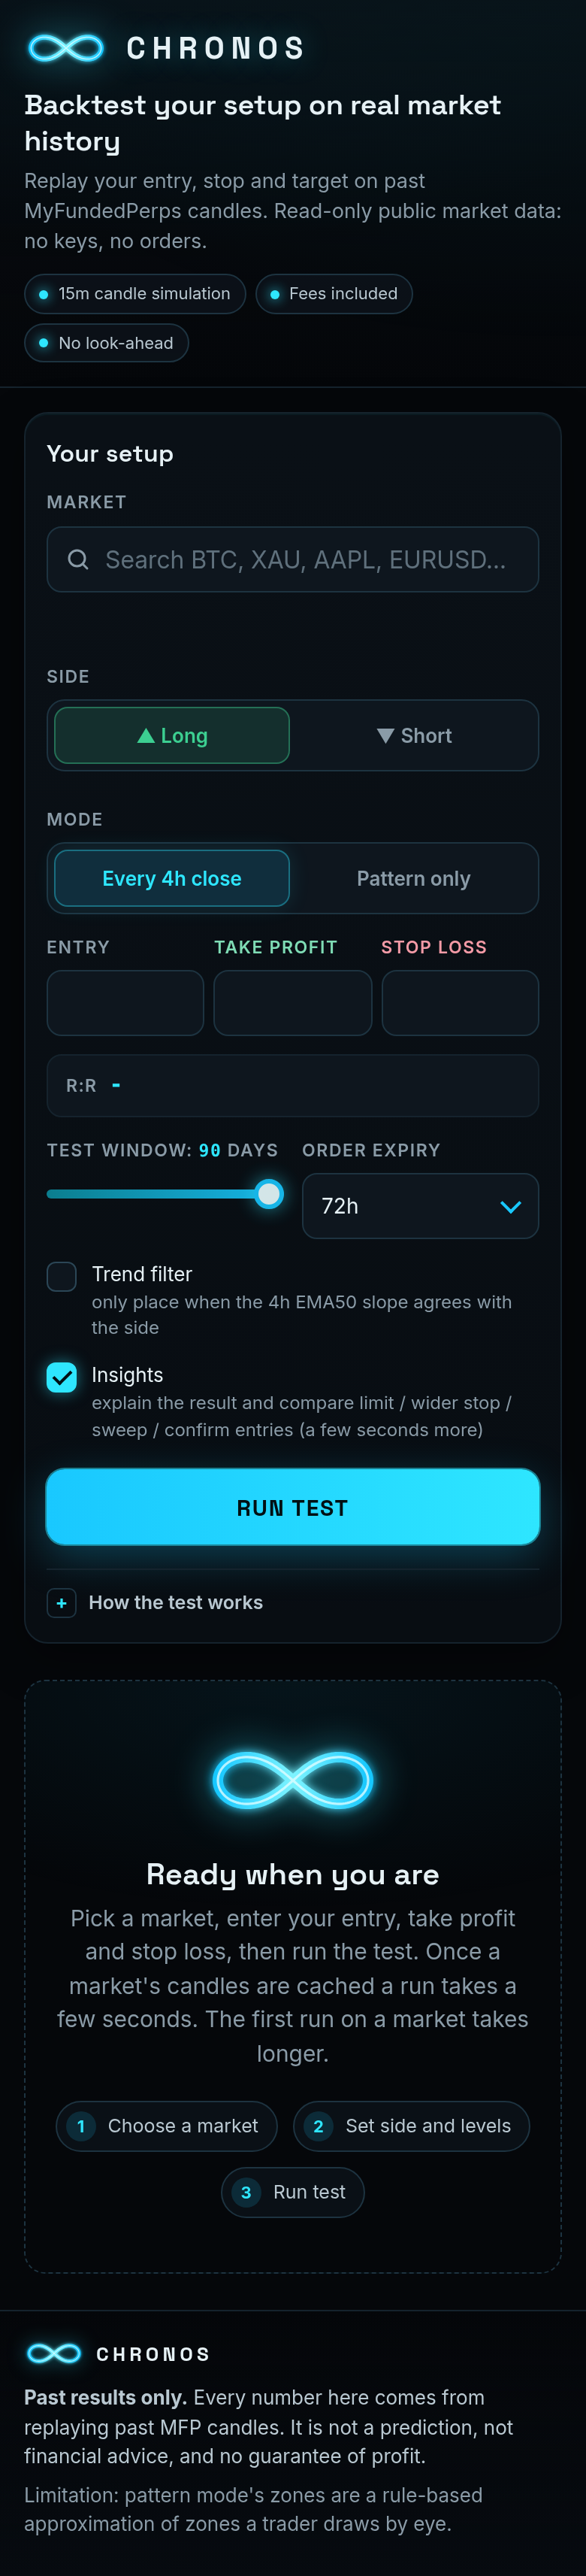 CHRONOS
Backtest your setup on real market
history
Replay your entry, stop and target on past
MyFundedPerps candles. Read-only public market data:
no keys, no orders.
15m candle simulation
Fees included
No look-ahead
Your setup
MARKET
Search BTC, XAU, AAPL, EURUSD...
SIDE
▲ Long
▼ Short
MODE
Every 4h close
Pattern only
ENTRY
TAKE PROFIT
STOP LOSS
R:R -
TEST WINDOW: 90 DAYS
ORDER EXPIRY
72h
Trend filter
only place when the 4h EMA50 slope agrees with
the side
Insights
explain the result and compare limit / wider stop /
sweep / confirm entries (a few seconds more)
RUN TEST
+ How the test works
Ready when you are
Pick a market, enter your entry, take profit
and stop loss, then run the test. Once a
market's candles are cached a run takes a
few seconds. The first run on a market takes
longer.
1 Choose a market
2 Set side and levels
3 Run test
CHRONOS
Past results only. Every number here comes from
replaying past MFP candles. It is not a prediction, not
financial advice, and no guarantee of profit.
Limitation: pattern mode's zones are a rule-based
approximation of zones a trader draws by eye.